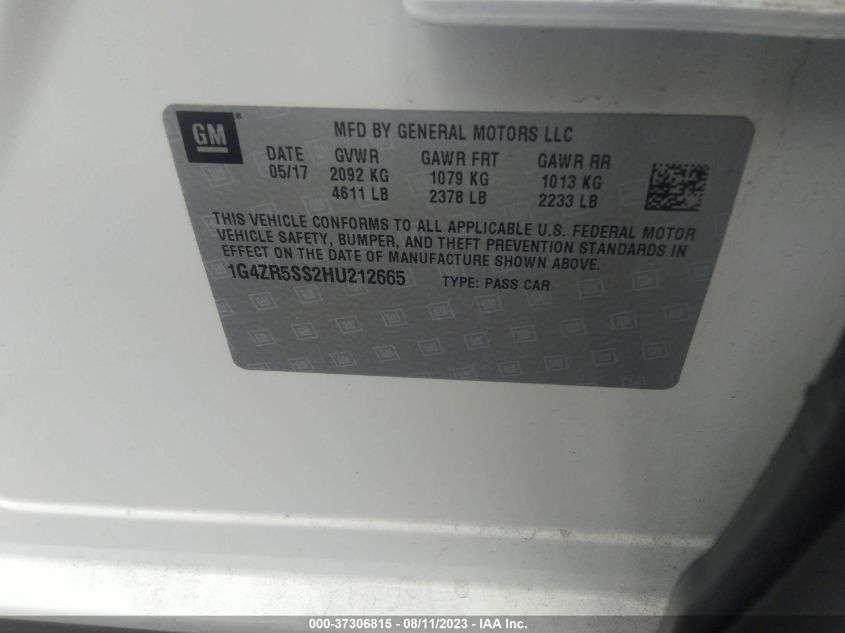 GM®
MFD BY GENERAL MOTORS LLC
DATE GVWR GAWR FRT GAWR RR
05/17 2092 KG 1079 KG 1013 KG
4611 LB 2378 LB 2233 LB
THIS VEHICLE CONFORMS TO ALL APPLICABLE U.S. FEDERAL MOTOR
VEHICLE SAFETY, BUMPER, AND THEFT PREVENTION STANDARDS IN
EFFECT ON THE DATE OF MANUFACTURE SHOWN ABOVE.
1G4ZR5SS2HU212665 TYPE: PASS CAR
000-37306815 - 08/11/2023 - IAA Inc.